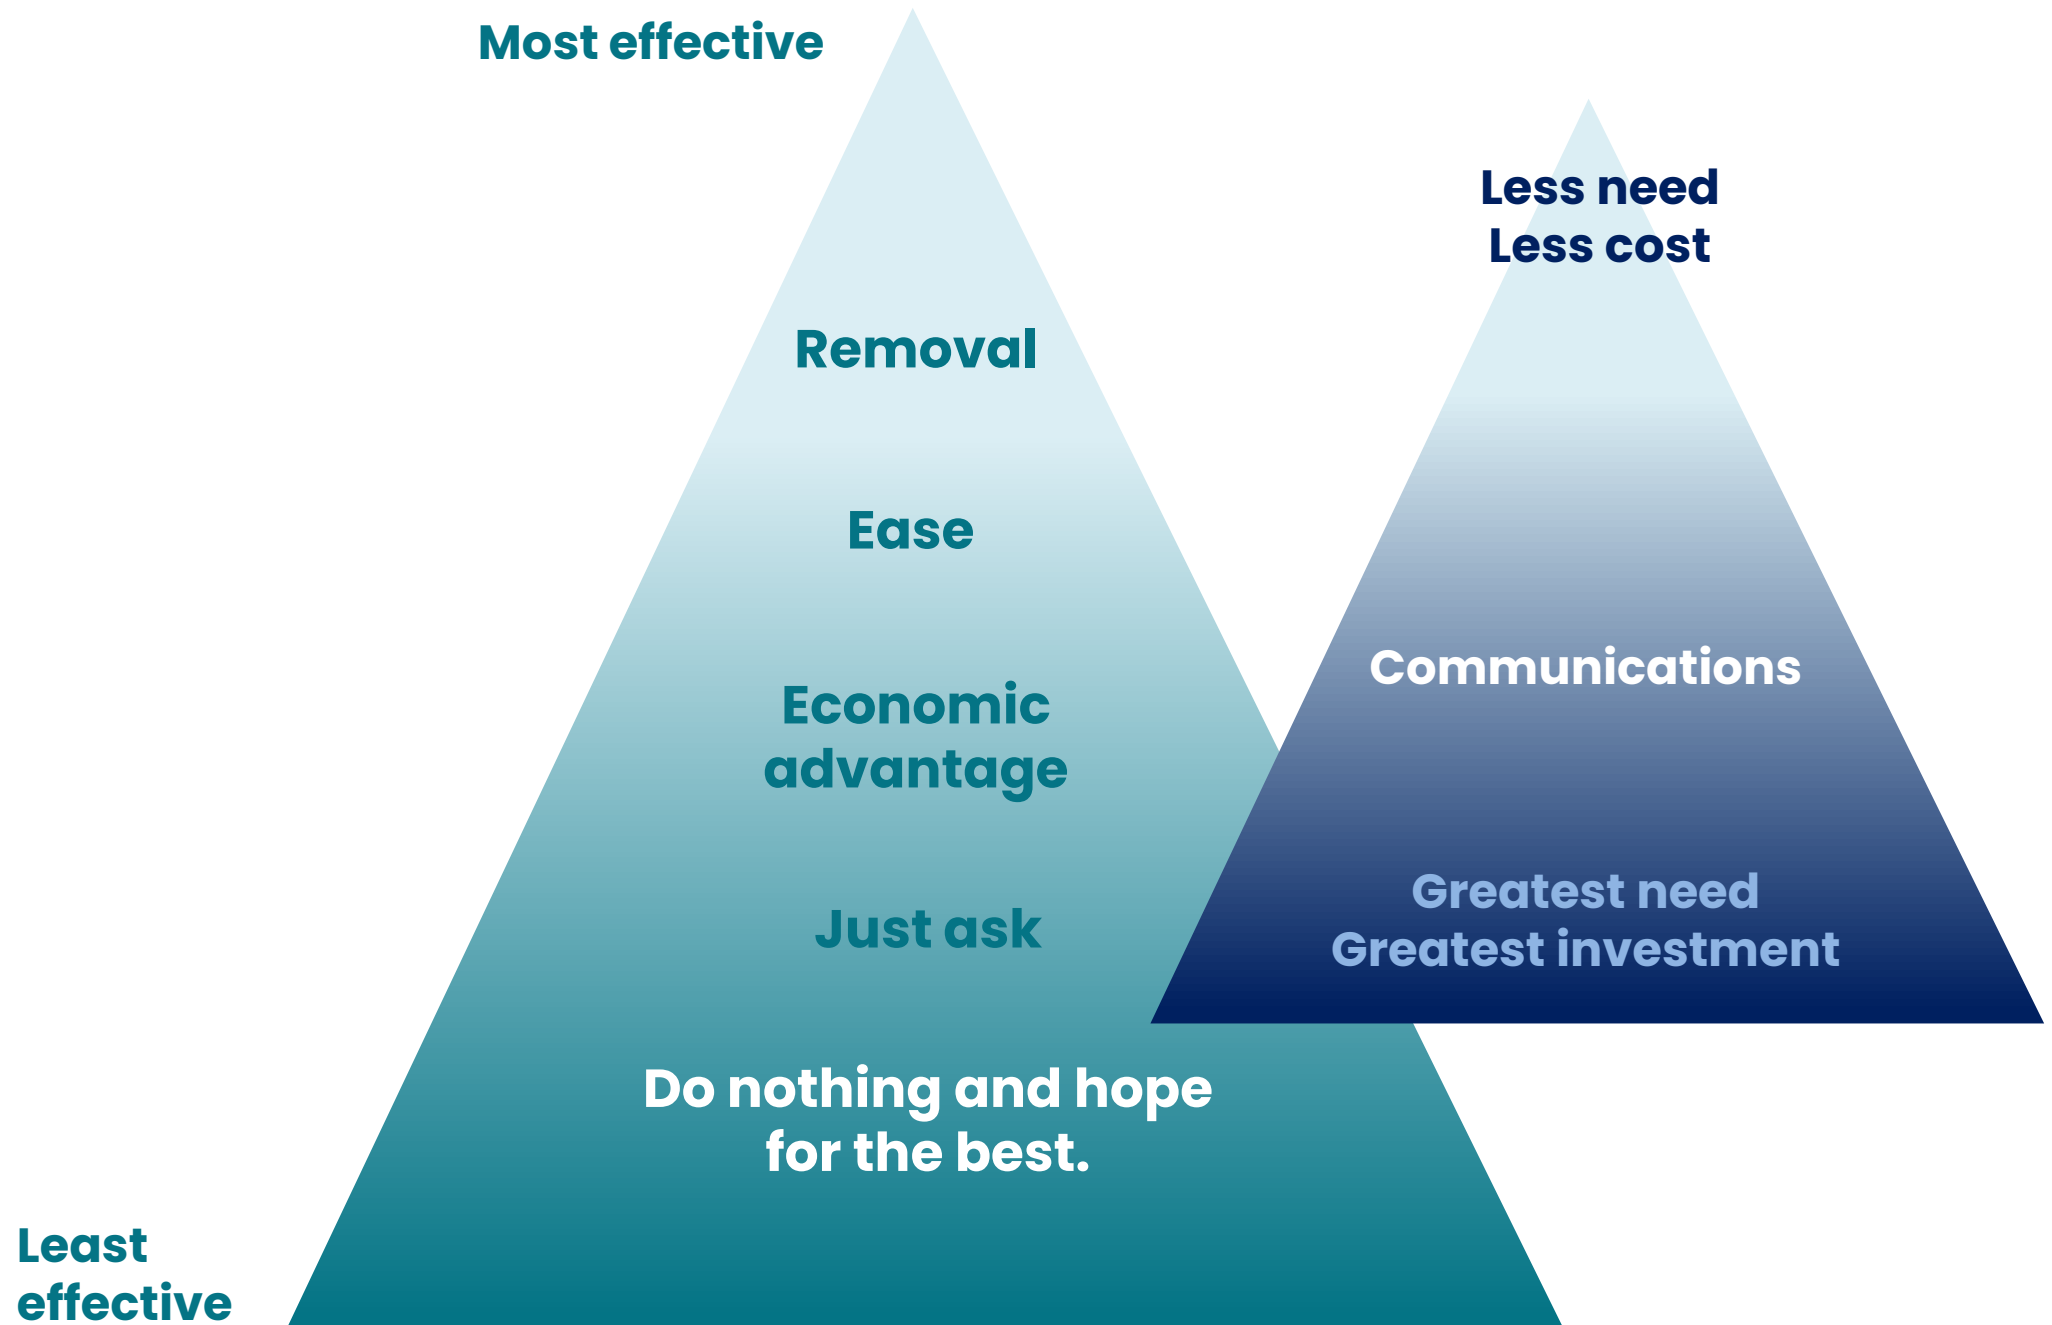 Most effective
Removal
Ease
Economic
advantage
Just ask
Do nothing and hope
for the best.
Least
effective
Less need
Less cost
Communications
Greatest need
Greatest investment